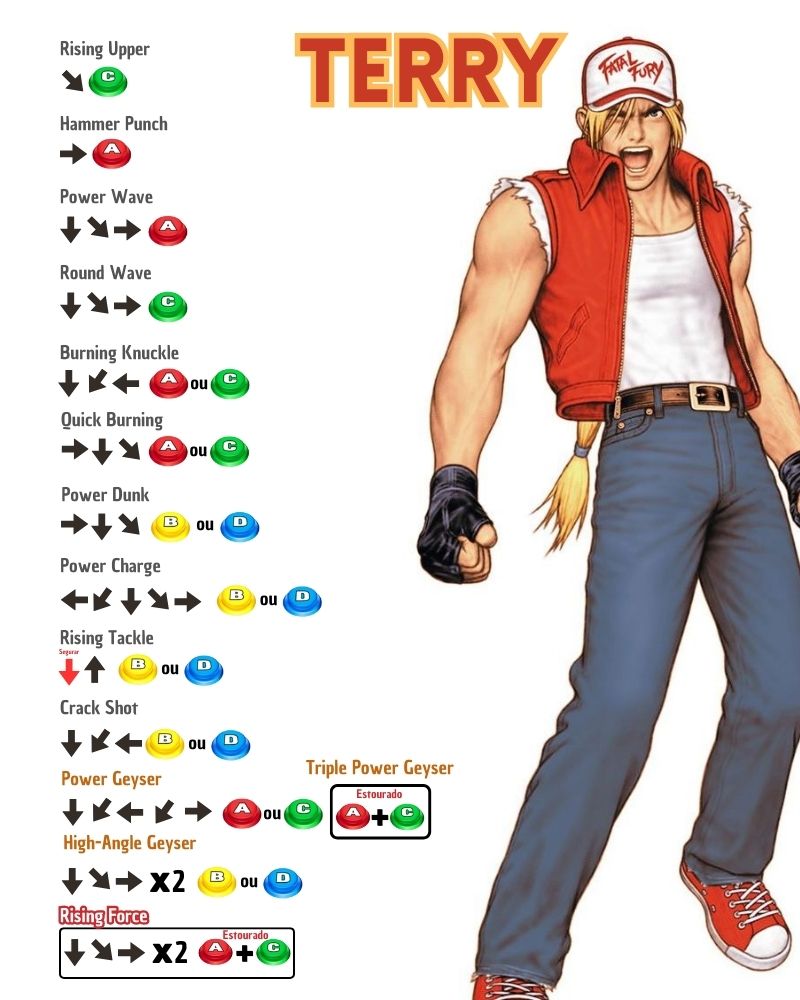 TERRY
FATAL
FURY
Rising Upper
C
Hammer Punch
A
Power Wave
A
Round Wave
C
Burning Knuckle
A ou C
Quick Burning
A ou C
Power Dunk
B ou D
Power Charge
B ou D
Rising Tackle
Segurar
B ou D
Crack Shot
B ou D
Power Geyser
A ou C
Triple Power Geyser
Estourado
A + C
High-Angle Geyser
x2 B ou D
Rising Force
Estourado
x2 A + C